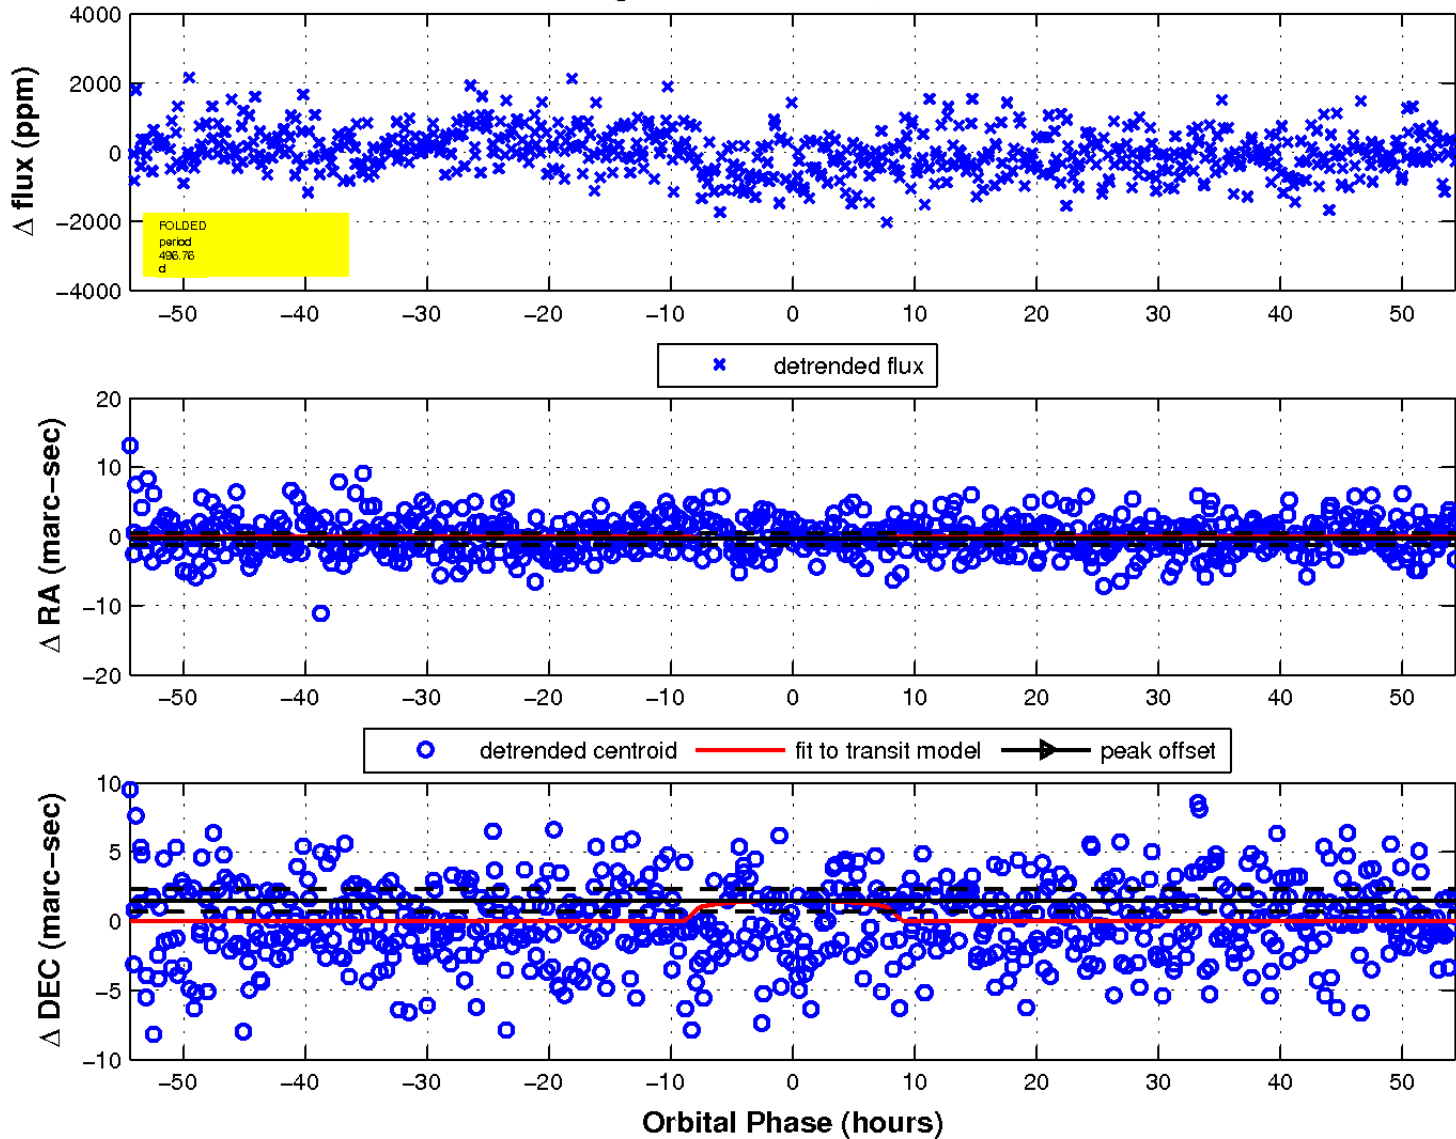 4000
2000
0
−2000
−4000
Δ flux (ppm)
FOLDED
period
496.76
d
−50 −40 −30 −20 −10 0 10 20 30 40 50
detrended flux
20
10
0
−10
−20
Δ RA (marc−sec)
−50 −40 −30 −20 −10 0 10 20 30 40 50
detrended centroid fit to transit model peak offset
10
5
0
−5
−10
Δ DEC (marc−sec)
−50 −40 −30 −20 −10 0 10 20 30 40 50
Orbital Phase (hours)